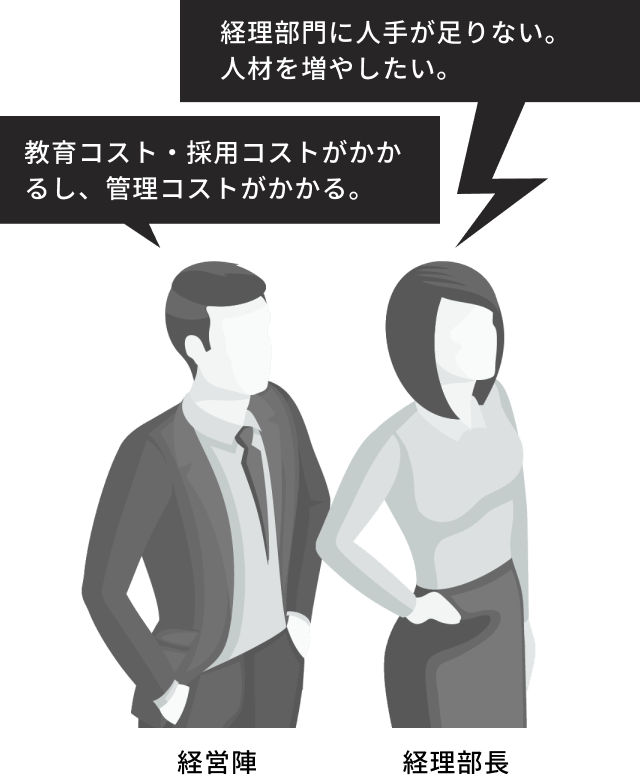 経理部門に人手が足りない。
人材を増やしたい。
教育コスト・採用コストがかか
るし、管理コストがかかる。
経営陣
経理部長